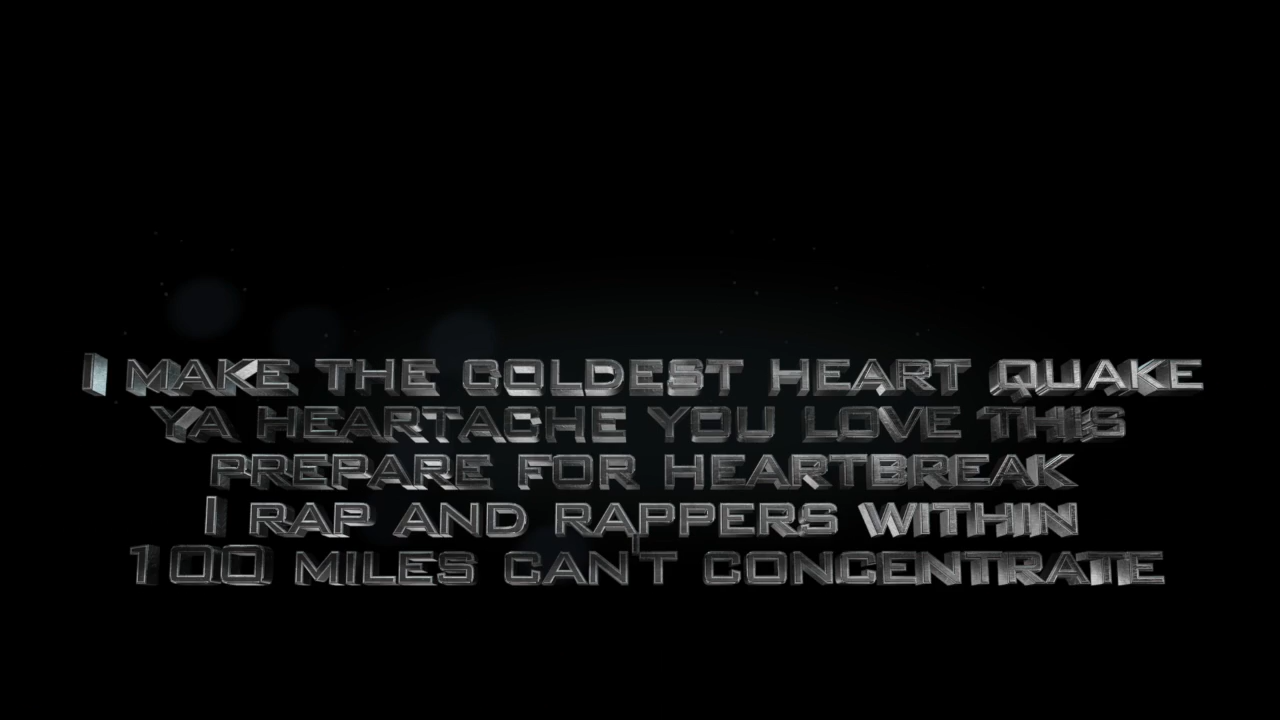 I MAKE THE COLDEST HEART QUAKE
YA HEARTACHE YOU LOVE THIS
PREPARE FOR HEARTBREAK
I RAP AND RAPPERS WITHIN
100 MILES CAN'T CONCENTRATE